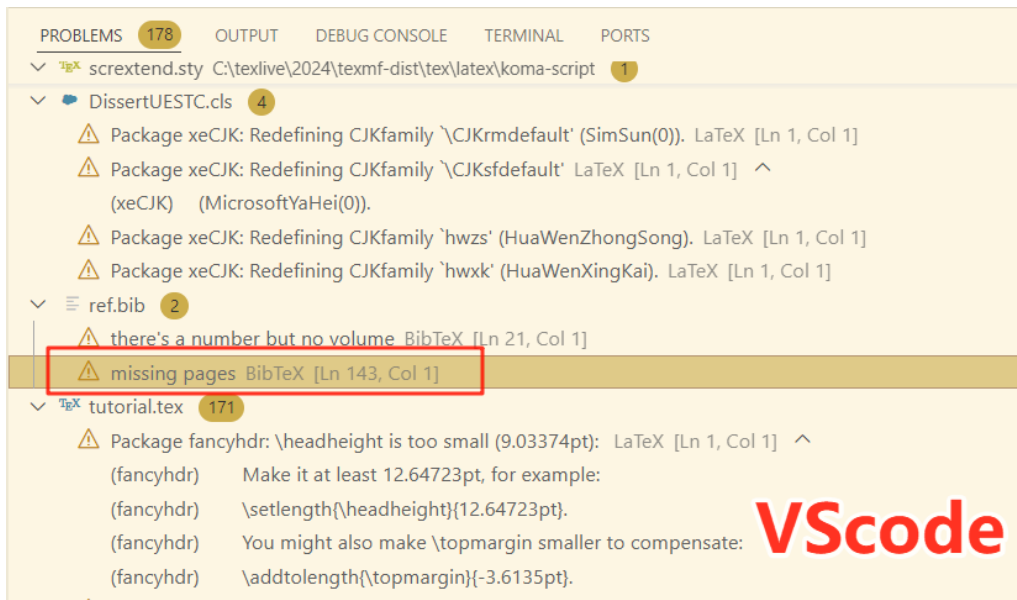 PROBLEMS 178 OUTPUT DEBUG CONSOLE TERMINAL PORTS
TEX scrextend.sty C:\texlive\2024\texmf-dist\tex\latex\koma-script 1
DissertUESTC.cls 4
Package xeCJK: Redefining CJKfamily `\CJKrmdefault' (SimSun(0)). LaTeX [Ln 1, Col 1]
Package xeCJK: Redefining CJKfamily `\CJKsfdefault' LaTeX [Ln 1, Col 1]
(xeCJK) (MicrosoftYaHei(0)).
Package xeCJK: Redefining CJKfamily `hwzs' (HuaWenZhongSong). LaTeX [Ln 1, Col 1]
Package xeCJK: Redefining CJKfamily `hwxk' (HuaWenXingKai). LaTeX [Ln 1, Col 1]
ref.bib 2
there's a number but no volume BibTeX [Ln 21, Col 1]
missing pages BibTeX [Ln 143, Col 1]
TEX tutorial.tex 171
Package fancyhdr: \headheight is too small (9.03374pt): LaTeX [Ln 1, Col 1]
(fancyhdr) Make it at least 12.64723pt, for example:
(fancyhdr) \setlength{\headheight}{12.64723pt}.
(fancyhdr) You might also make \topmargin smaller to compensate:
(fancyhdr) \addtolength{\topmargin}{-3.6135pt}.
VScode